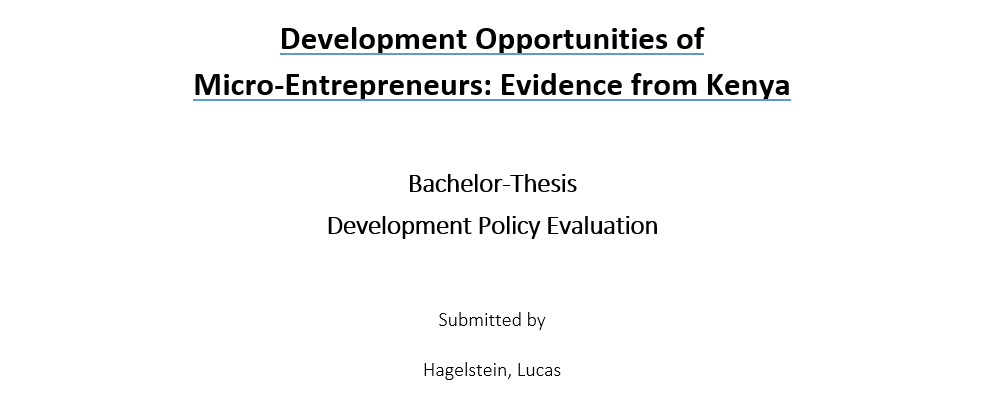 Development Opportunities of
Micro-Entrepreneurs: Evidence from Kenya
Bachelor-Thesis
Development Policy Evaluation
Submitted by
Hagelstein, Lucas